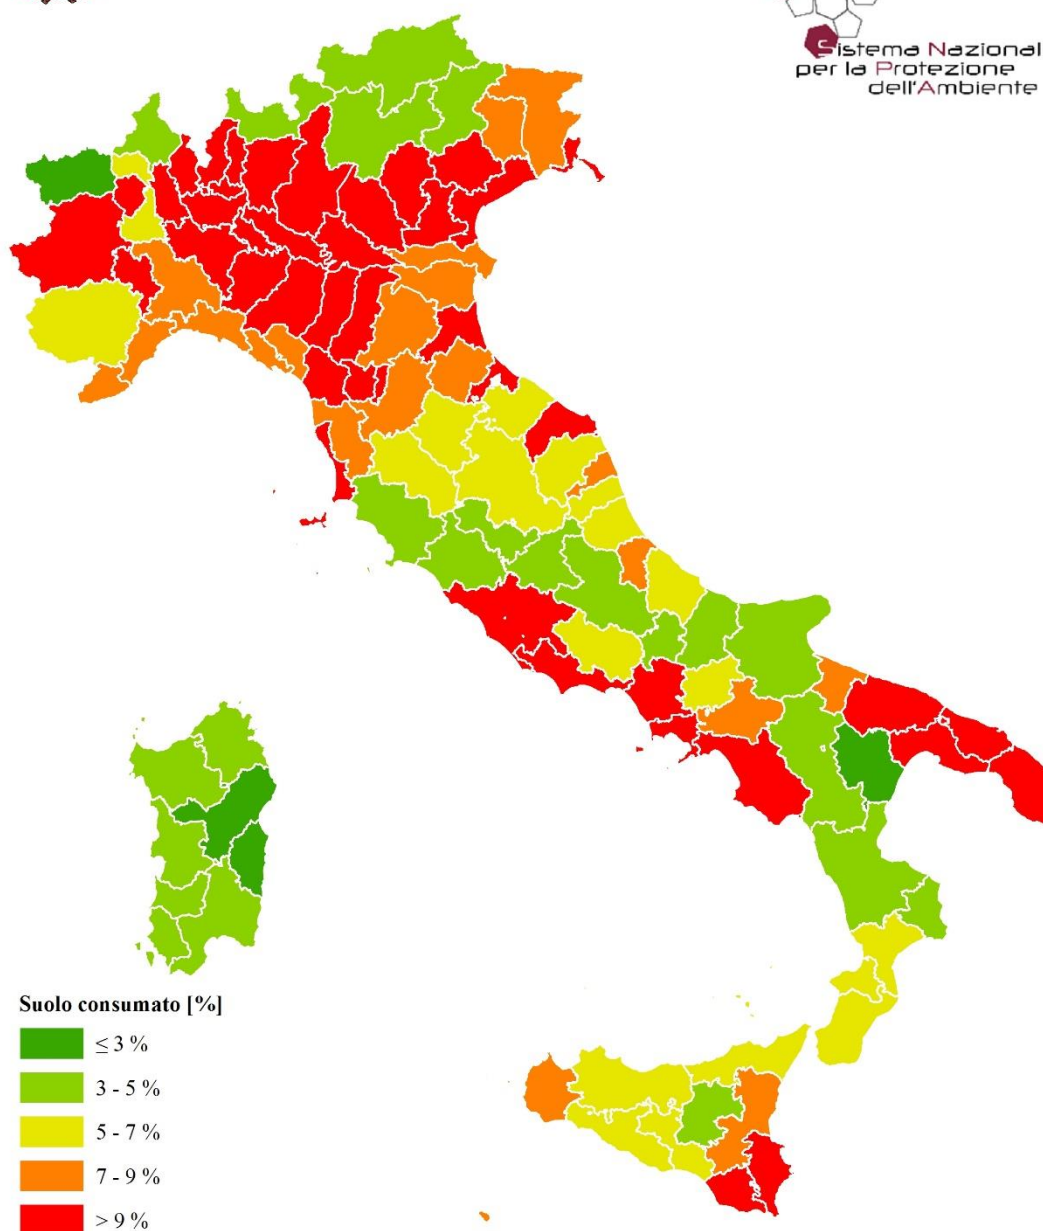 Sistema Nazional
per la Protezione
dell'Ambiente
Suolo consumato [%]
≤ 3 %
3 - 5 %
5 - 7 %
7 - 9 %
> 9 %